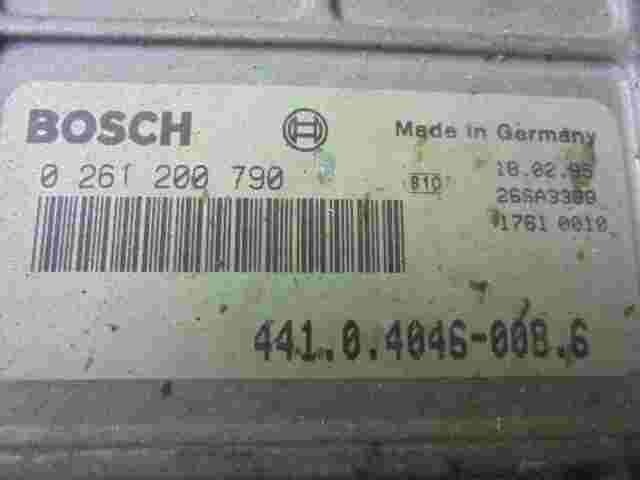 BOSCH
Made in Germany
0 261 200 790
810
18.02.95
26SA3399
1761 0010
441.0.4046-008.6